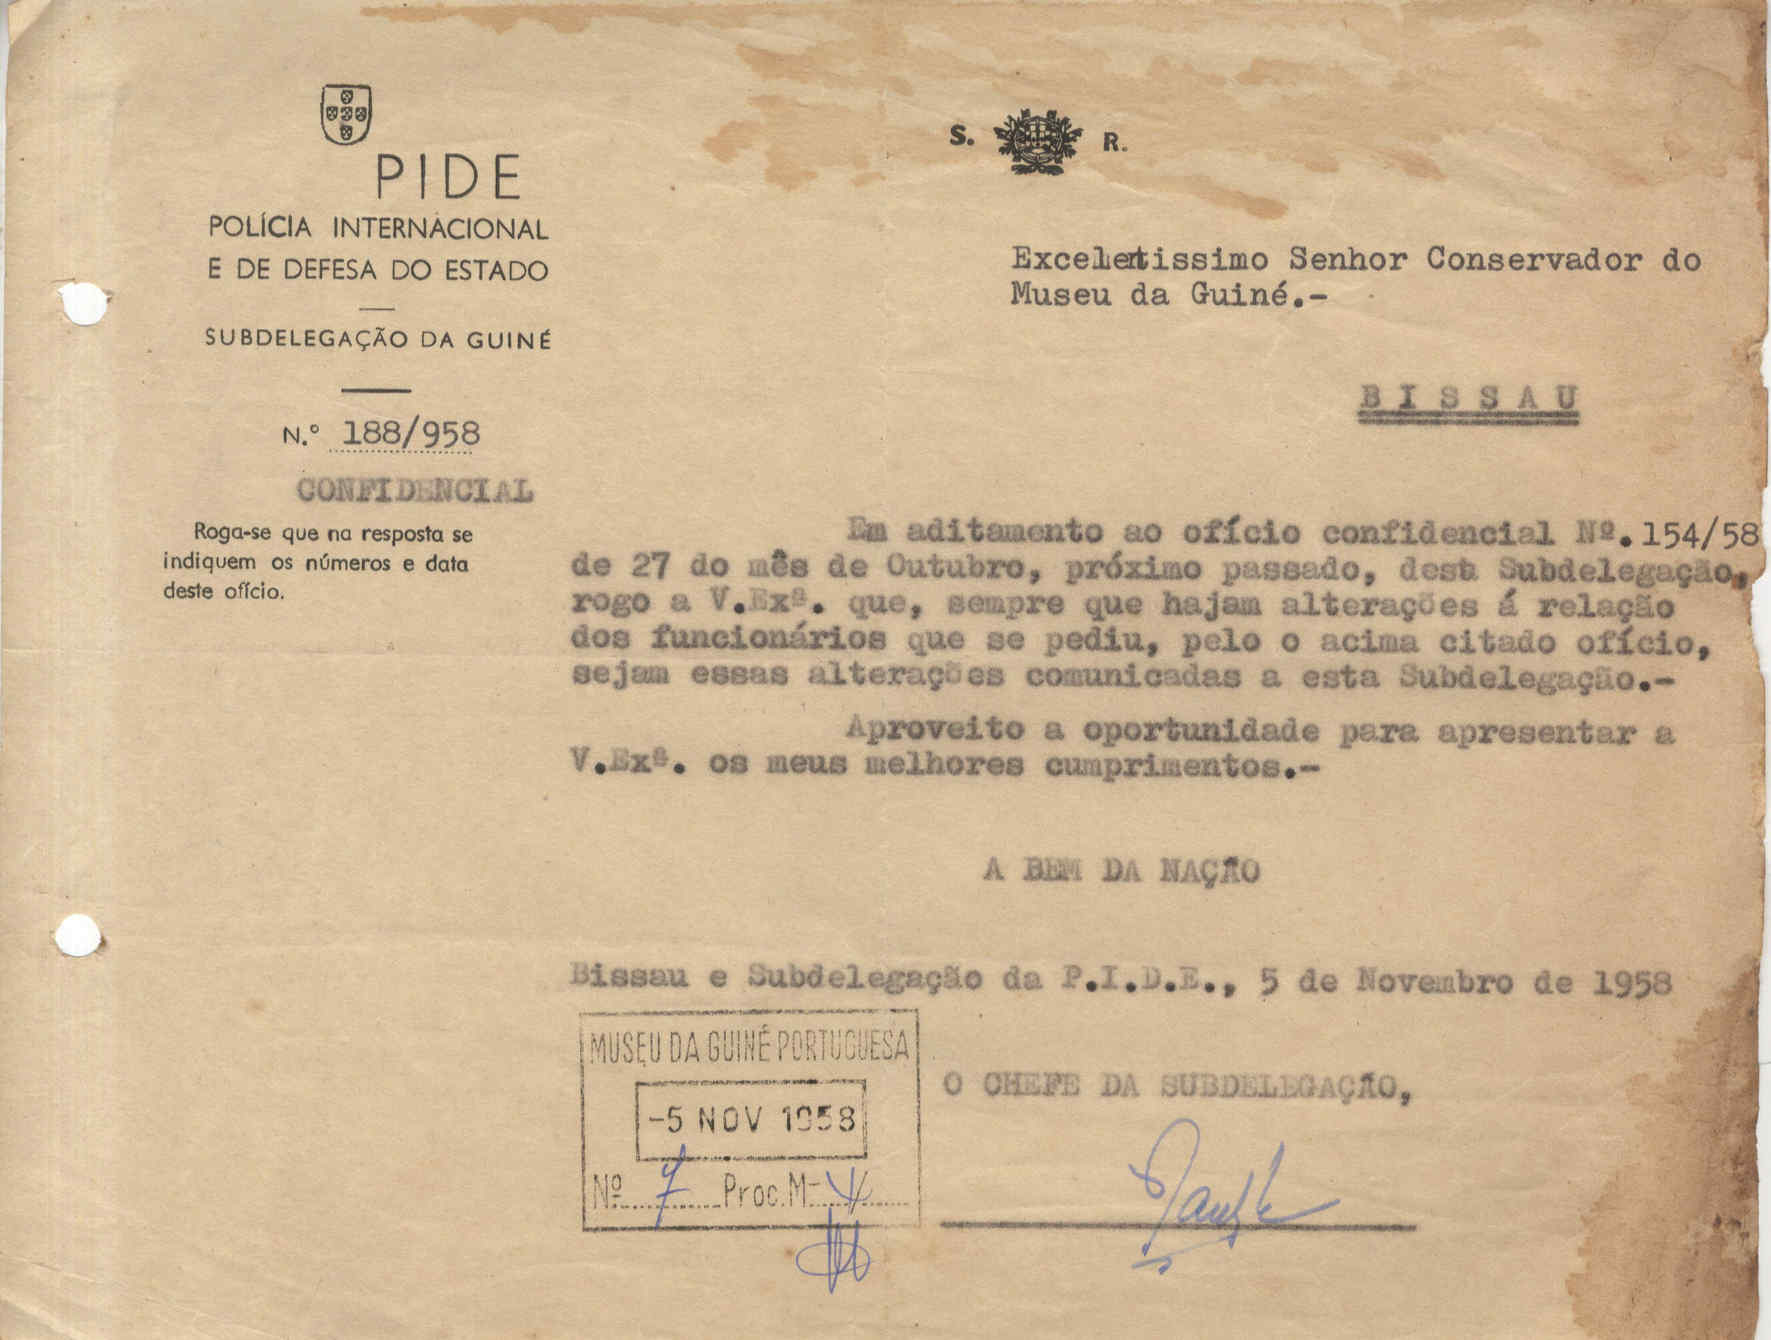 PIDE
POLÍCIA INTERNACIONAL
E DE DEFESA DO ESTADO
SUBDELEGAÇÃO DA GUINÉ
N.º 188/958
CONFIDENCIAL
Roga-se que na resposta se
indiquem os números e data
deste ofício.
S. R.
Excelentissimo Senhor Conservador do
Museu da Guiné.-
BISSAU
Em aditamento ao ofício confidencial Nº.154/58
de 27 do mês de Outubro, próximo passado, desta Subdelegação,
rogo a V.Exª. que, sempre que hajam alterações á relação
dos funcionários que se pediu, pelo o acima citado ofício,
sejam essas alterações comunicadas a esta Subdelegação.-
Aproveito a oportunidade para apresentar a
V.Exª. os meus melhores cumprimentos.-
A BEM DA NAÇÃO
Bissau e Subdelegação da P.I.D.E., 5 de Novembro de 1958
MUSEU DA GUINÉ PORTUGUESA
-5 NOV 1958
Nº 7 Proc. M-4
O CHEFE DA SUBDELEGAÇÃO,